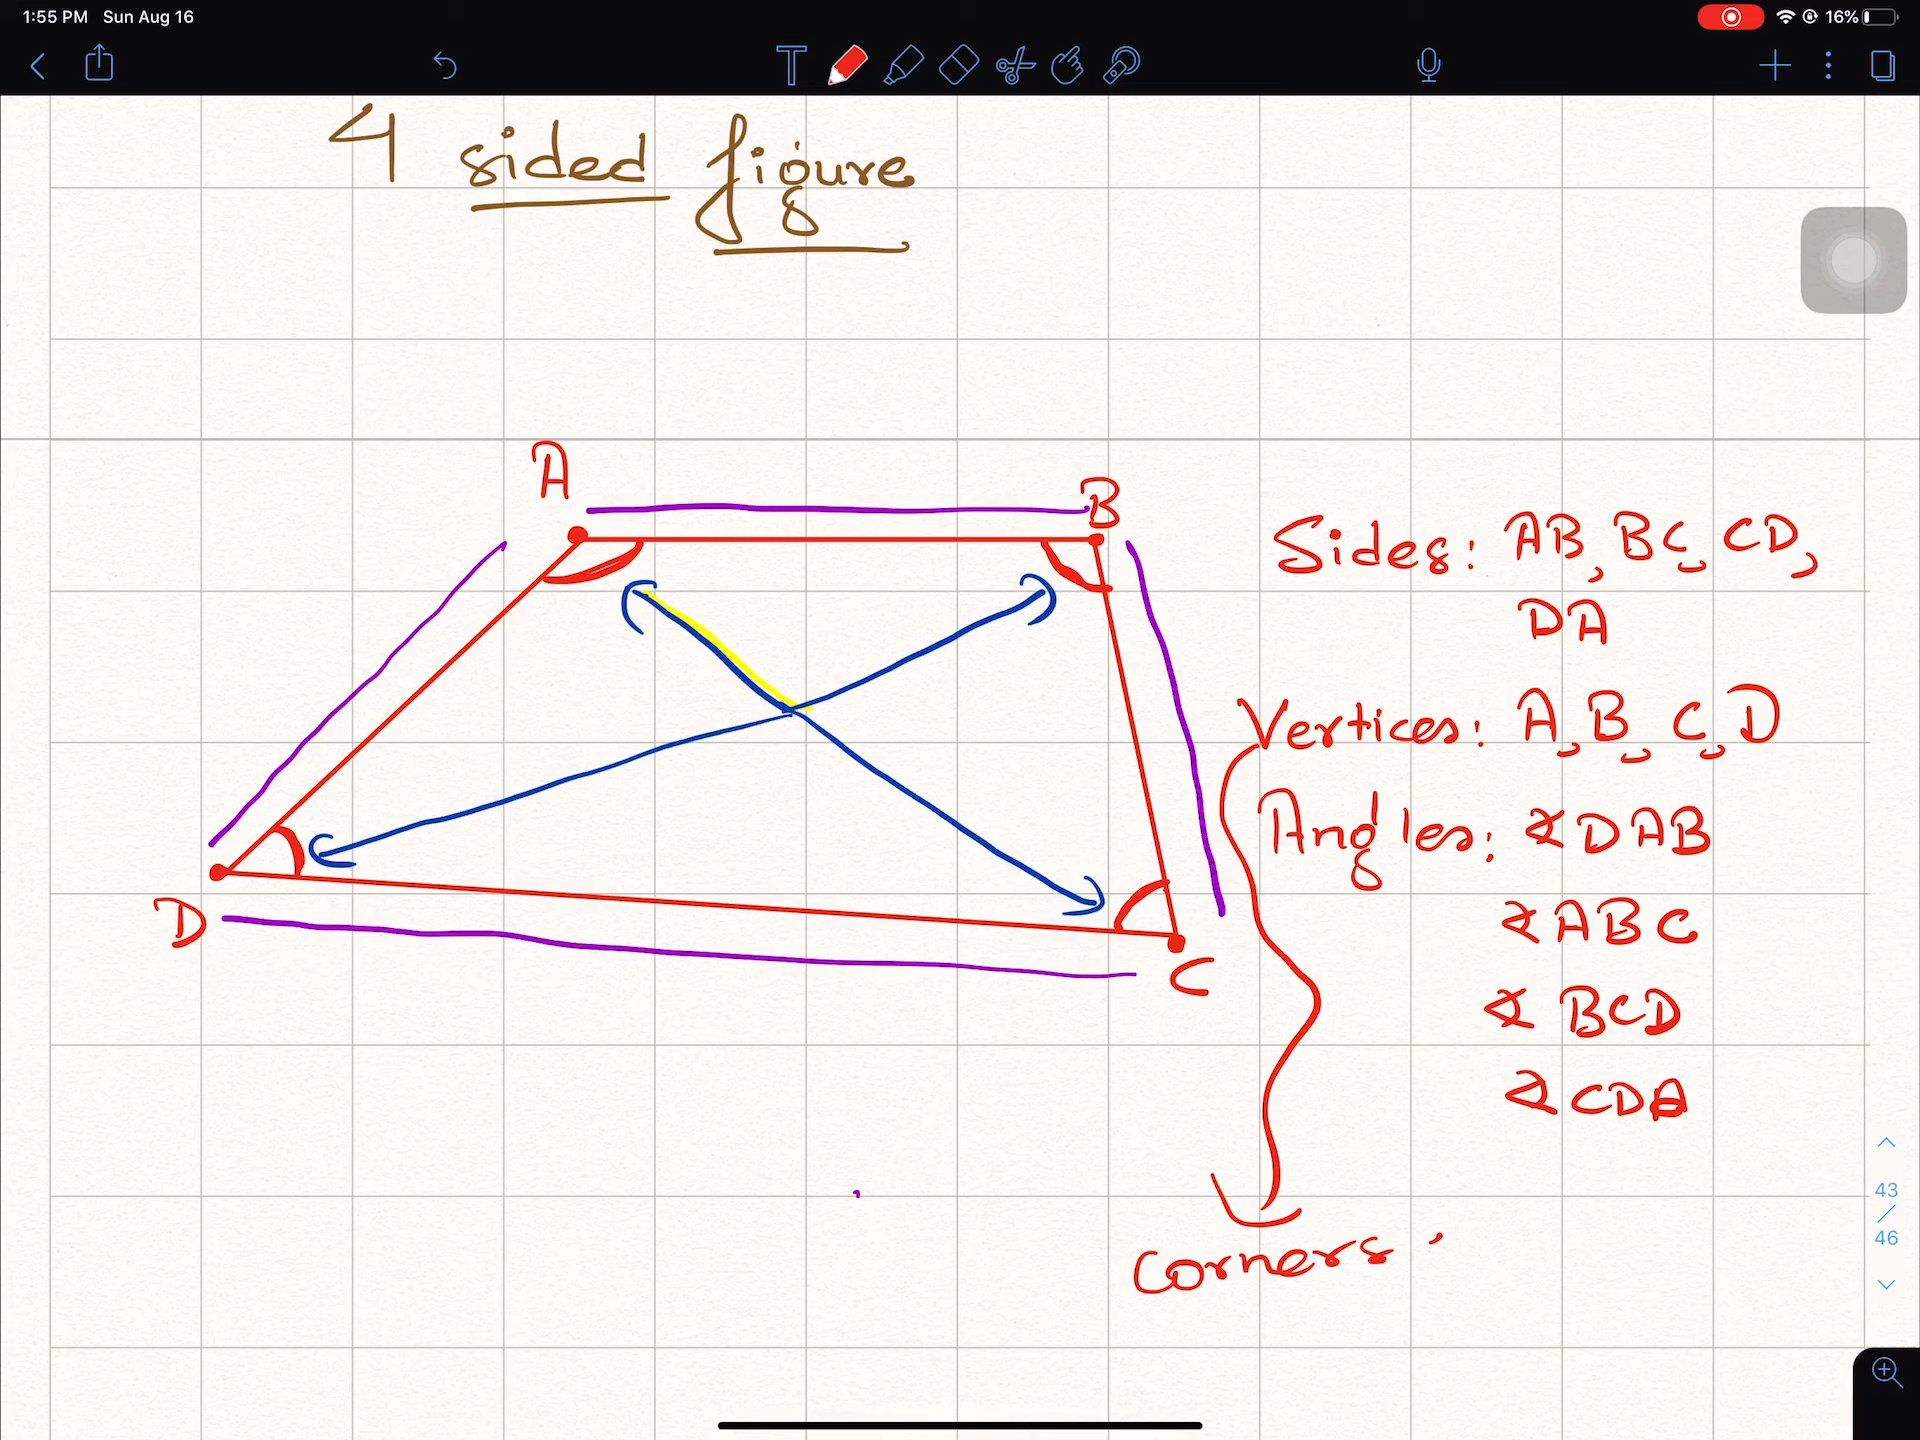 1:55 PM Sun Aug 16
16%
T
4 sided figure
A
B
D
C
Sides: AB, BC, CD,
DA
Vertices: A, B, C, D
Angles: ∢DAB
∢ABC
∢BCD
∢CDA
Corners
43
/
46